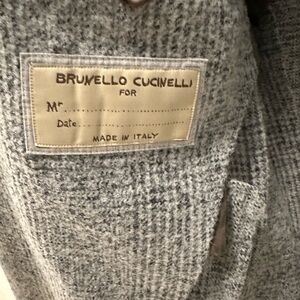 BRUNELLO CUCINELLI
FOR
Mr..............................
Date............................
MADE IN ITALY